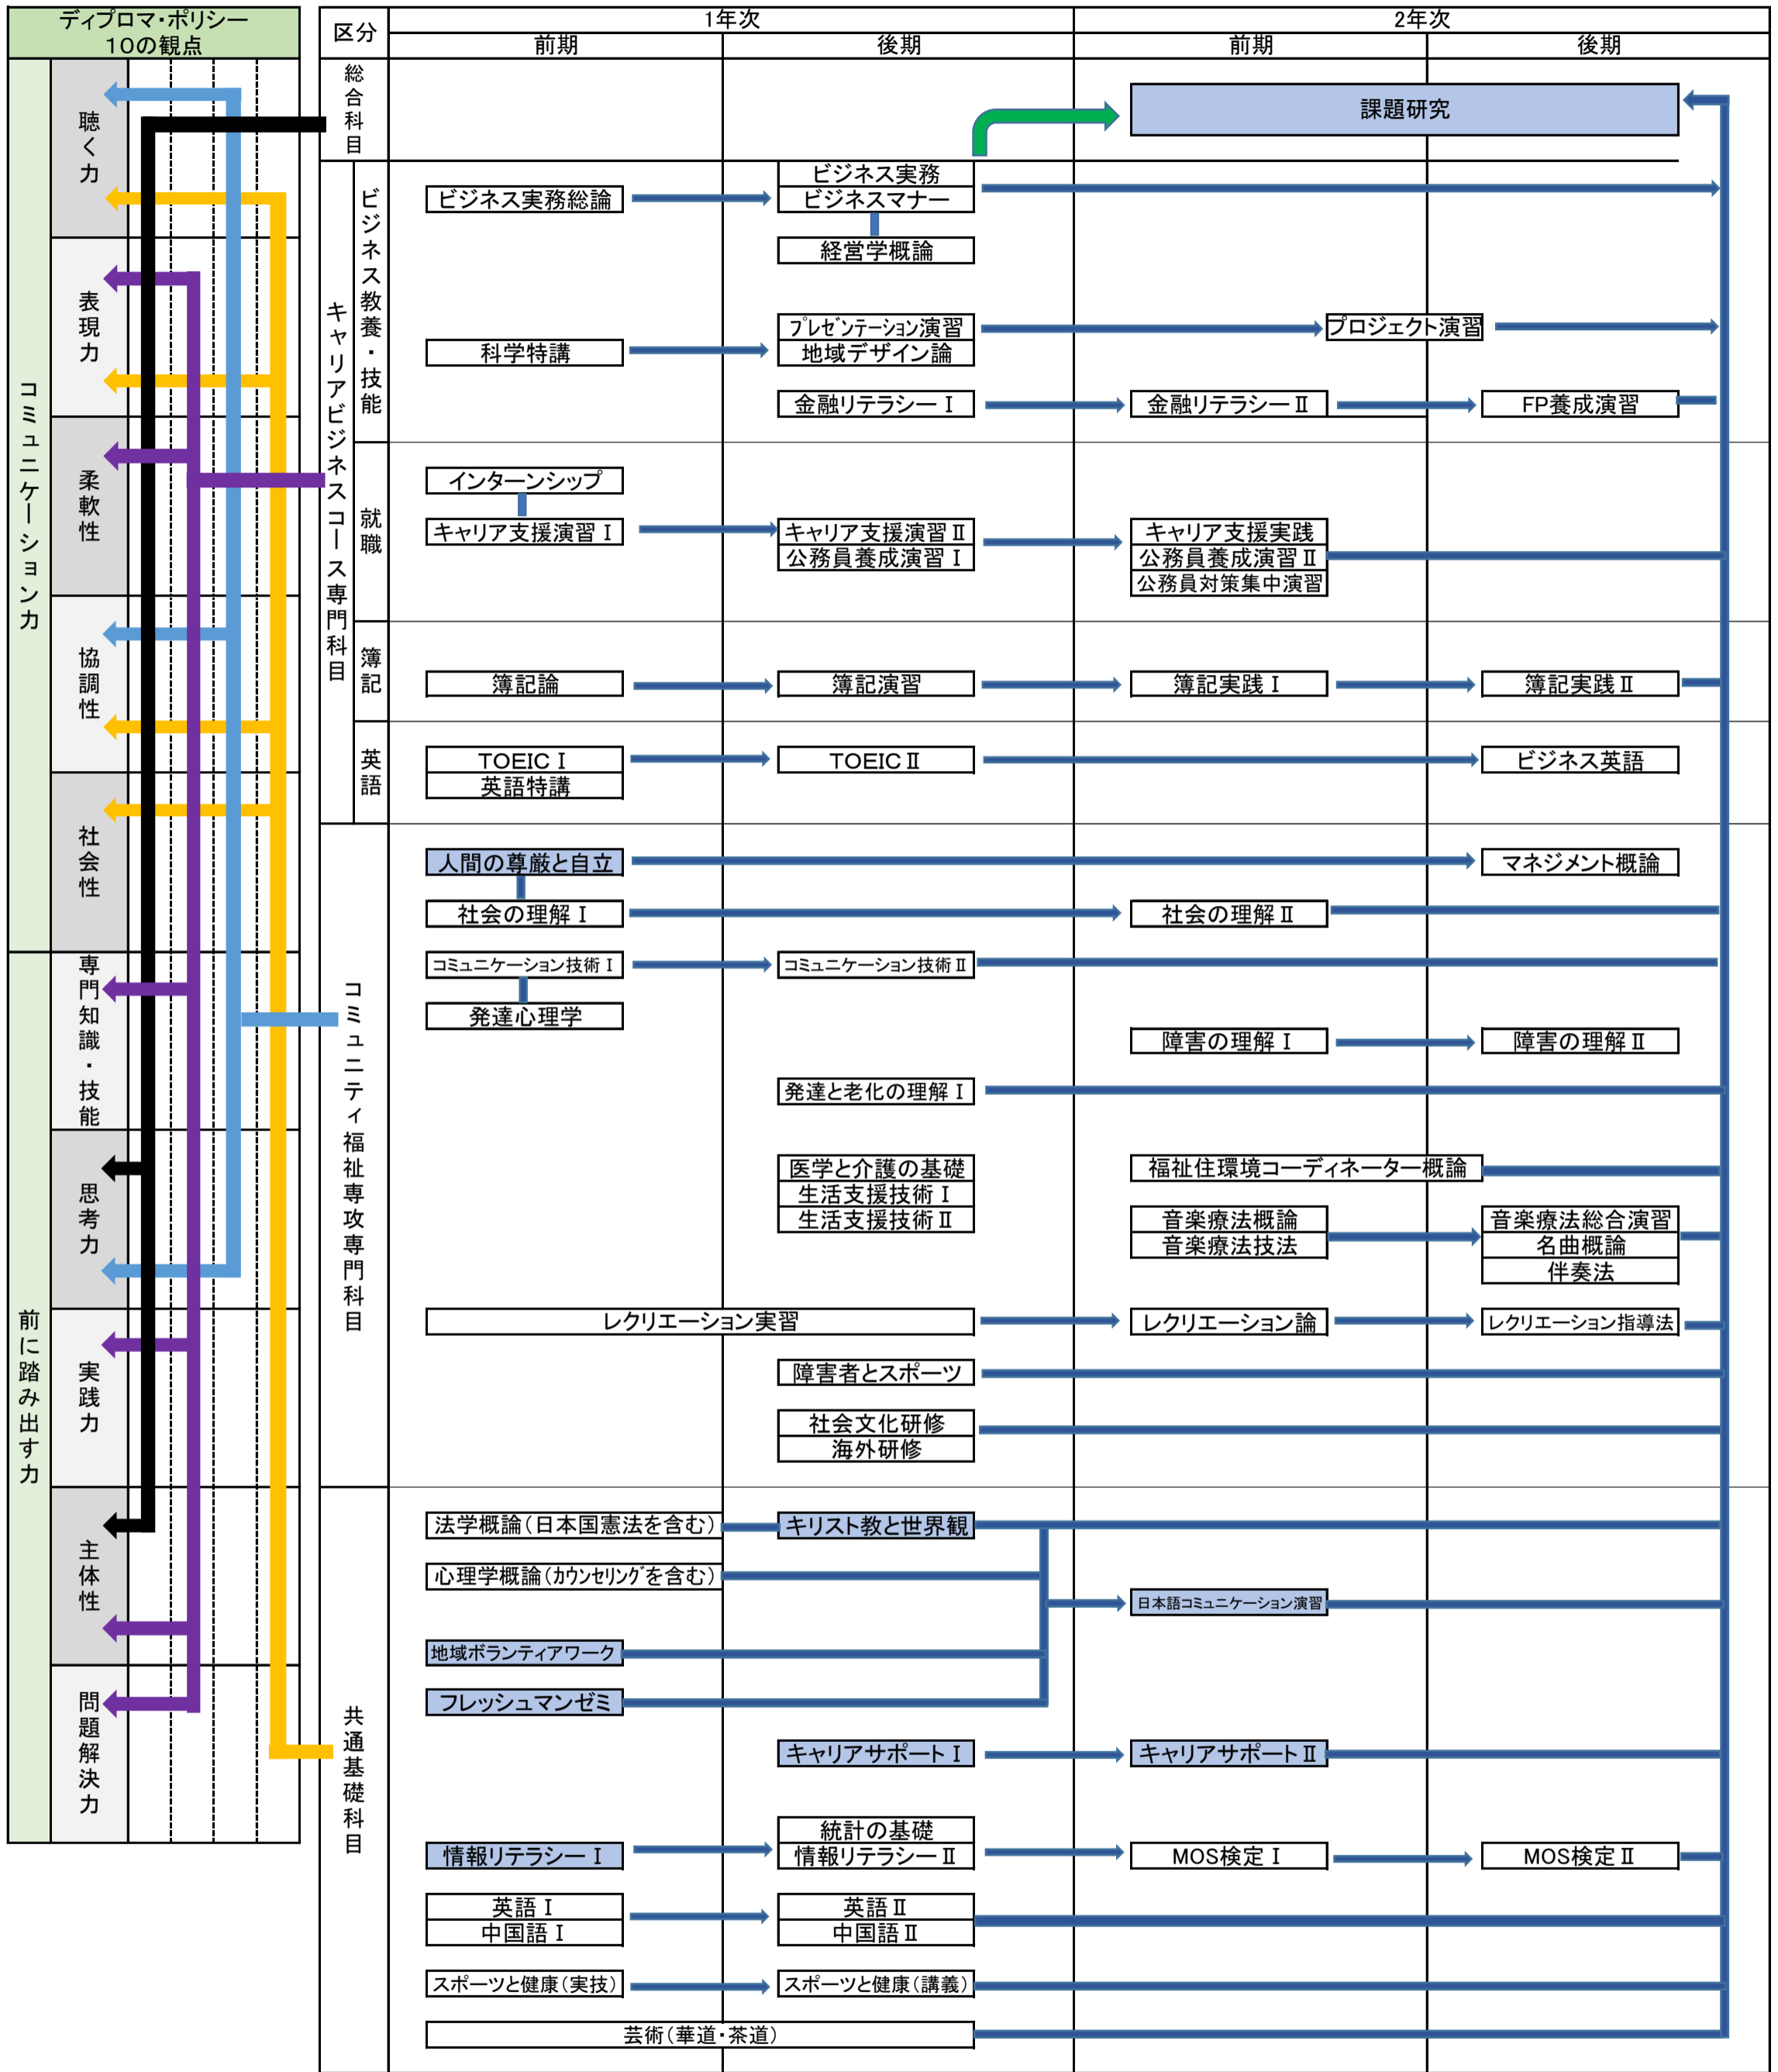 ディプロマ・ポリシー
10の観点
コミュニケーション力
前に踏み出す力
聴く力
表現力
柔軟性
協調性
社会性
専門知識・技能
思考力
実践力
主体性
問題解決力
区分
1年次
2年次
前期
後期
前期
後期
総合科目
課題研究
キャリアビジネスコース専門科目
ビジネス教養・技能
ビジネス実務総論
ビジネス実務
ビジネスマナー
経営学概論
科学特講
プレゼンテーション演習
地域デザイン論
プロジェクト演習
金融リテラシーⅠ
金融リテラシーⅡ
FP養成演習
就職
インターンシップ
キャリア支援演習Ⅰ
キャリア支援演習Ⅱ
公務員養成演習Ⅰ
キャリア支援実践
公務員養成演習Ⅱ
公務員対策集中演習
簿記
簿記論
簿記演習
簿記実践Ⅰ
簿記実践Ⅱ
英語
TOEICⅠ
英語特講
TOEICⅡ
ビジネス英語
コミュニティ福祉専攻専門科目
人間の尊厳と自立
マネジメント概論
社会の理解Ⅰ
社会の理解Ⅱ
コミュニケーション技術Ⅰ
コミュニケーション技術Ⅱ
発達心理学
障害の理解Ⅰ
障害の理解Ⅱ
発達と老化の理解Ⅰ
医学と介護の基礎
生活支援技術Ⅰ
生活支援技術Ⅱ
福祉住環境コーディネーター概論
音楽療法概論
音楽療法技法
音楽療法総合演習
名曲概論
伴奏法
レクリエーション実習
レクリエーション論
レクリエーション指導法
障害者とスポーツ
社会文化研修
海外研修
共通基礎科目
法学概論(日本国憲法を含む)
キリスト教と世界観
心理学概論(カウンセリングを含む)
日本語コミュニケーション演習
地域ボランティアワーク
フレッシュマンゼミ
キャリアサポートⅠ
キャリアサポートⅡ
情報リテラシーⅠ
統計の基礎
情報リテラシーⅡ
MOS検定Ⅰ
MOS検定Ⅱ
英語Ⅰ
中国語Ⅰ
英語Ⅱ
中国語Ⅱ
スポーツと健康(実技)
スポーツと健康(講義)
芸術(華道・茶道)